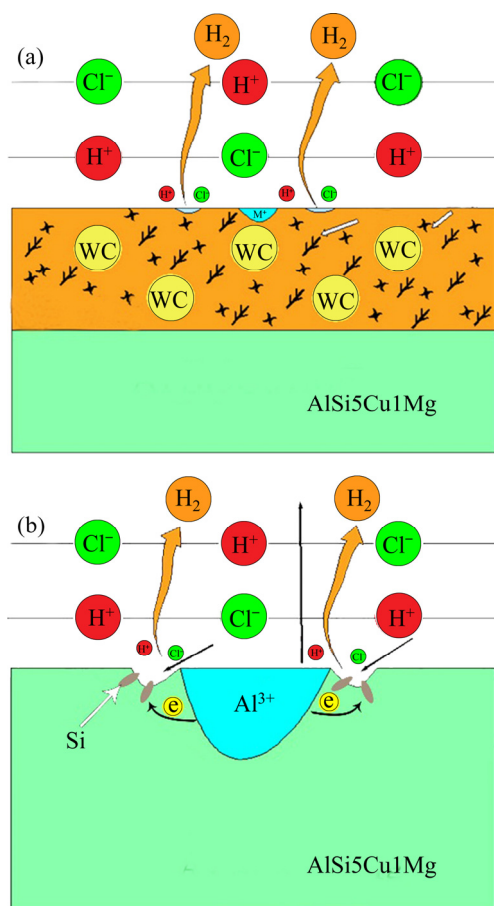 (a)
H₂ H₂
Cl⁻ H⁺ Cl⁻
H⁺ Cl⁻ H⁺
H⁺ Cl⁻ H⁺ Cl⁻
M⁺
WC WC WC
WC WC
AlSi5Cu1Mg
(b)
H₂ H₂
Cl⁻ H⁺ Cl⁻
H⁺ Cl⁻ H⁺
H⁺ Cl⁻ H⁺ Cl⁻
Al³⁺
e e
Si
AlSi5Cu1Mg